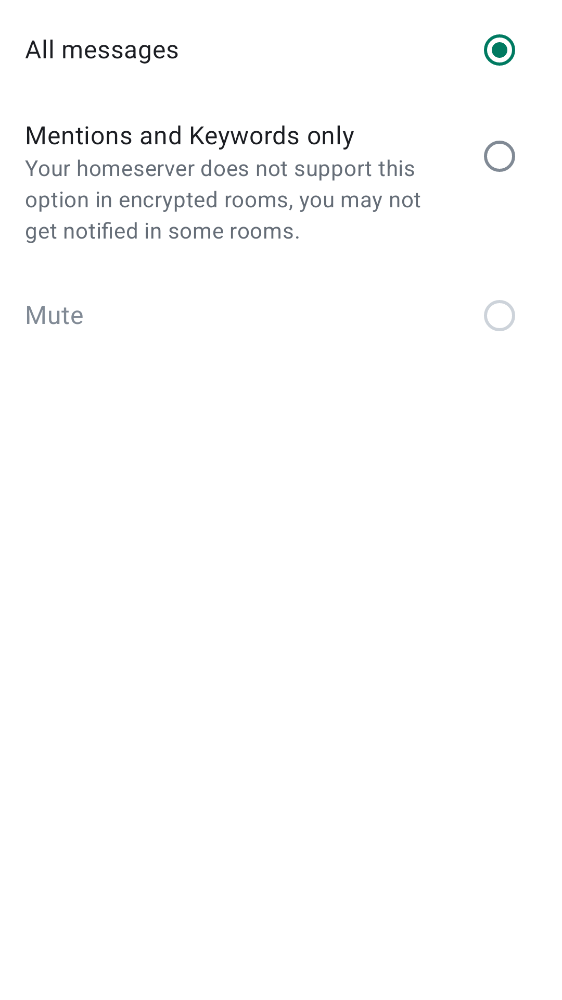 All messages
Mentions and Keywords only
Your homeserver does not support this
option in encrypted rooms, you may not
get notified in some rooms.
Mute